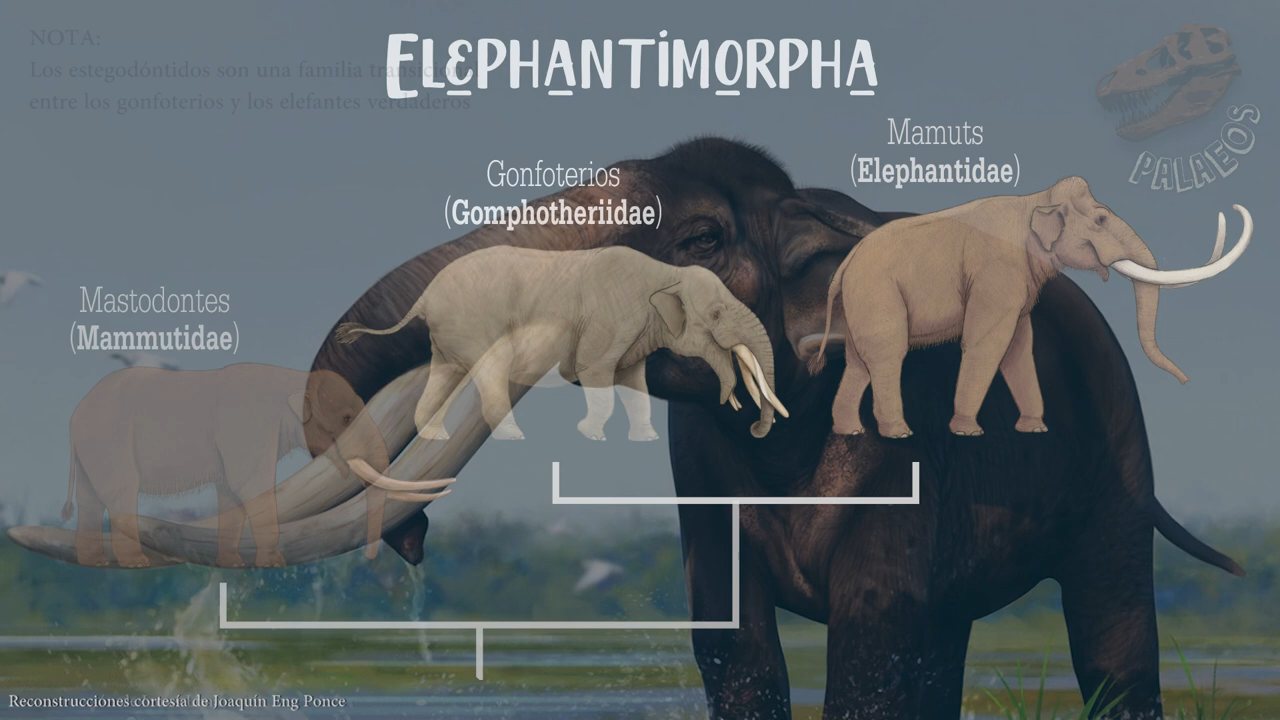 NOTA:
Los estegodóntidos son una familia transicional
entre los gonfoterios y los elefantes verdaderos
ELEPHANTIMORPHA
PALAEOS
Mamuts
(Elephantidae)
Gonfoterios
(Gomphotheriidae)
Mastodontes
(Mammutidae)
Reconstrucciones cortesía de Joaquín Eng Ponce